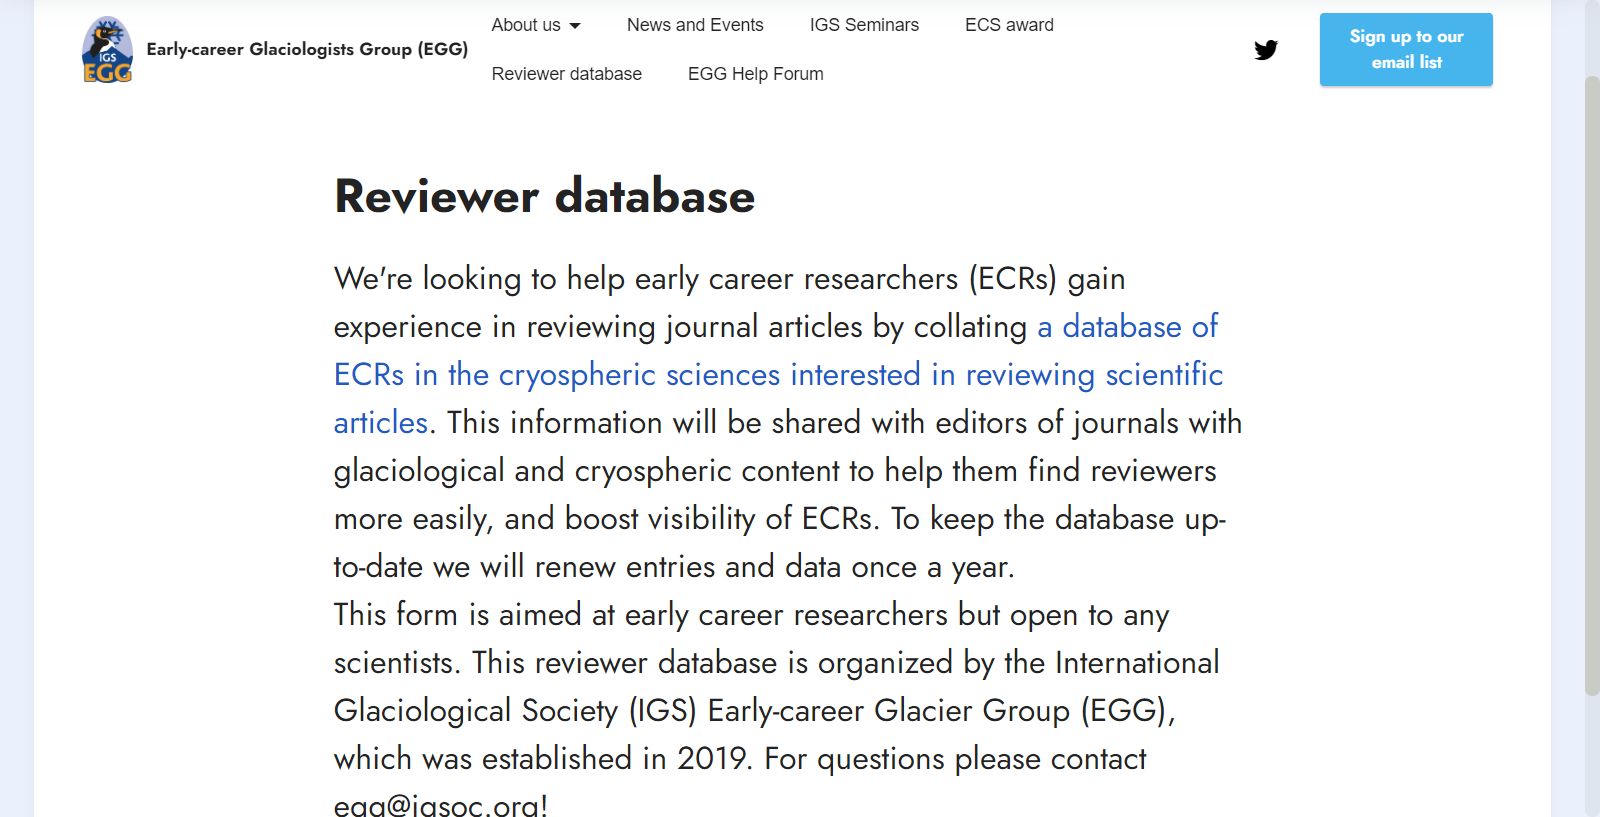 IGS
EGG
Early-career Glaciologists Group (EGG)
About us
News and Events
IGS Seminars
ECS award
Reviewer database
EGG Help Forum
Sign up to our
email list
Reviewer database
We're looking to help early career researchers (ECRs) gain
experience in reviewing journal articles by collating a database of
ECRs in the cryospheric sciences interested in reviewing scientific
articles. This information will be shared with editors of journals with
glaciological and cryospheric content to help them find reviewers
more easily, and boost visibility of ECRs. To keep the database up-
to-date we will renew entries and data once a year.
This form is aimed at early career researchers but open to any
scientists. This reviewer database is organized by the International
Glaciological Society (IGS) Early-career Glacier Group (EGG),
which was established in 2019. For questions please contact
egg@igsoc.org!